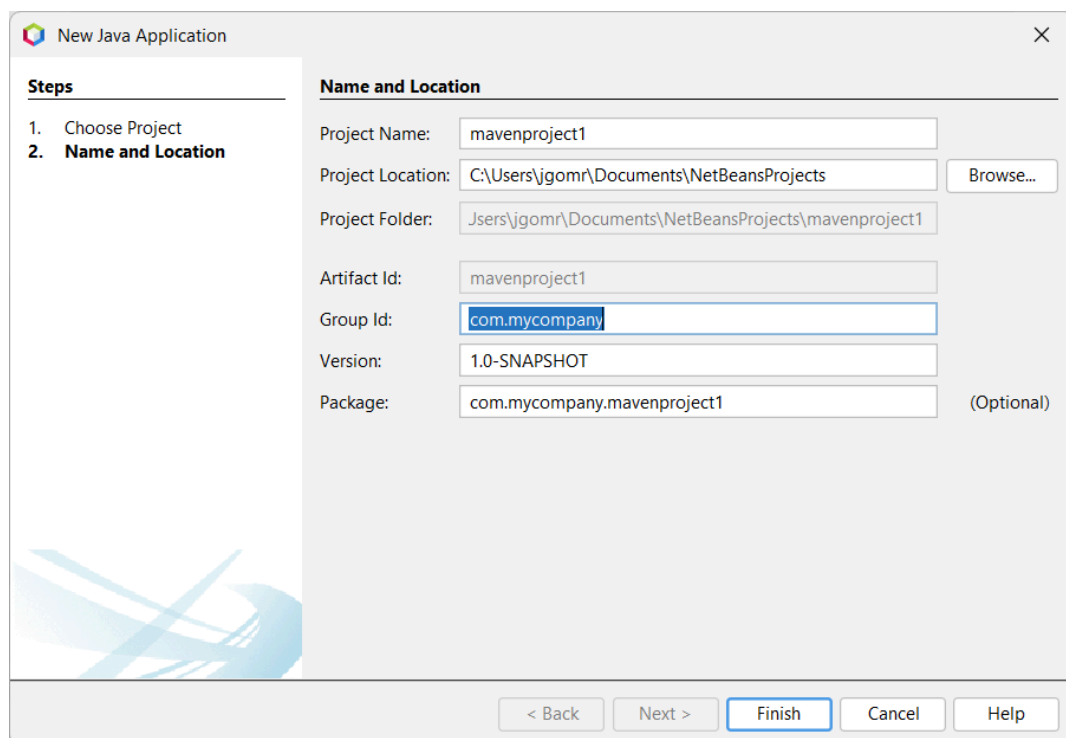 New Java Application
Steps
1. Choose Project
2. Name and Location
Name and Location
Project Name: mavenproject1
Project Location: C:\Users\jgomr\Documents\NetBeansProjects Browse...
Project Folder: Jsers\jgomr\Documents\NetBeansProjects\mavenproject1
Artifact Id: mavenproject1
Group Id: com.mycompany
Version: 1.0-SNAPSHOT
Package: com.mycompany.mavenproject1 (Optional)
< Back Next > Finish Cancel Help